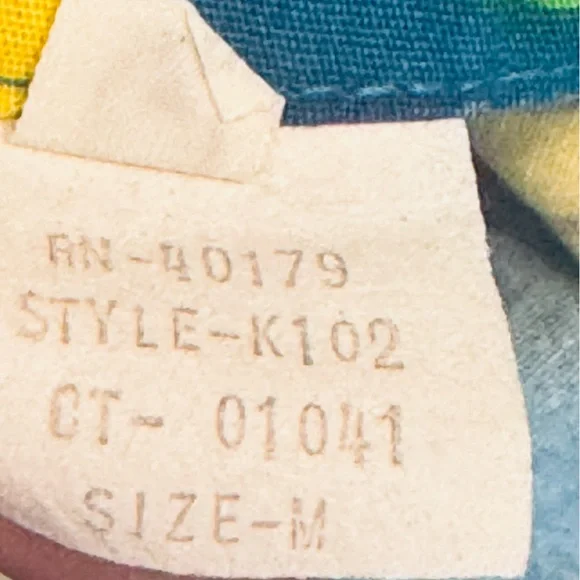 RN-40179
STYLE-K102
CT- 01041
SIZE-M